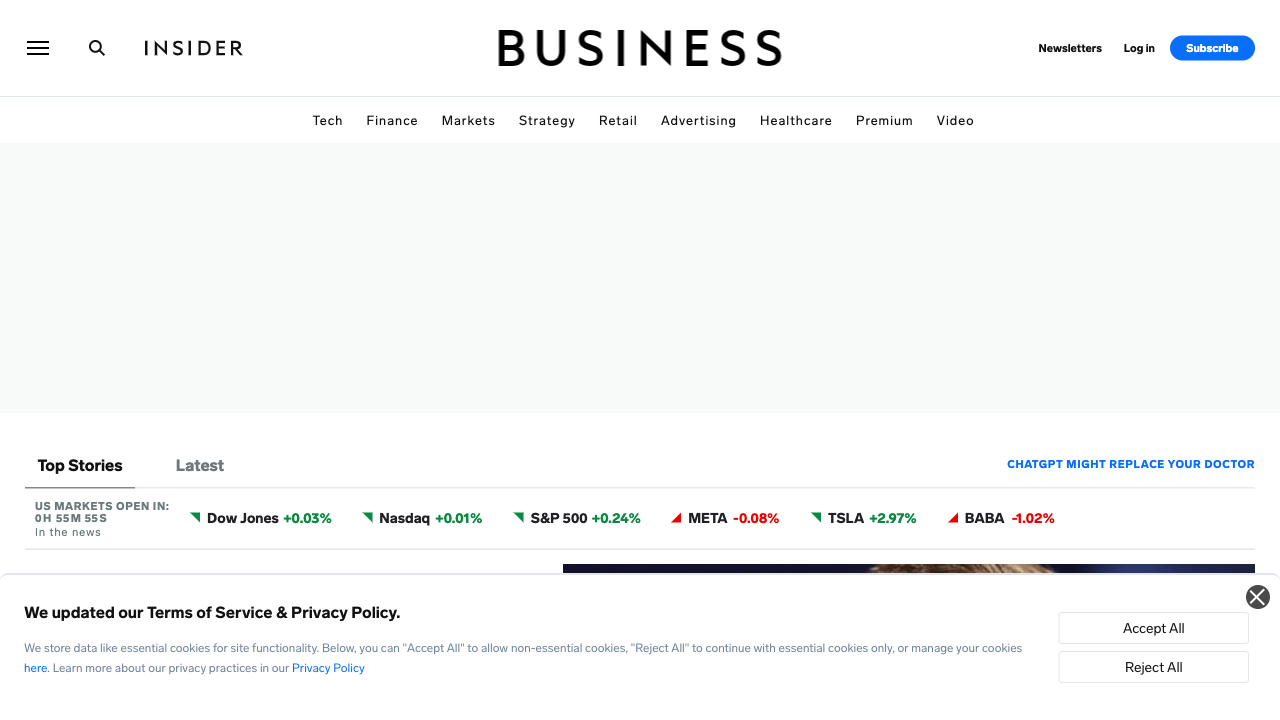 INSIDER
BUSINESS
Newsletters Log in Subscribe
Tech Finance Markets Strategy Retail Advertising Healthcare Premium Video
Top Stories Latest
CHATGPT MIGHT REPLACE YOUR DOCTOR
US MARKETS OPEN IN:
0H 55M 55S
In the news
Dow Jones +0.03% Nasdaq +0.01% S&P 500 +0.24% META -0.08% TSLA +2.97% BABA -1.02%
We updated our Terms of Service & Privacy Policy.
We store data like essential cookies for site functionality. Below, you can "Accept All" to allow non-essential cookies, "Reject All" to continue with essential cookies only, or manage your cookies
here. Learn more about our privacy practices in our Privacy Policy
Accept All
Reject All